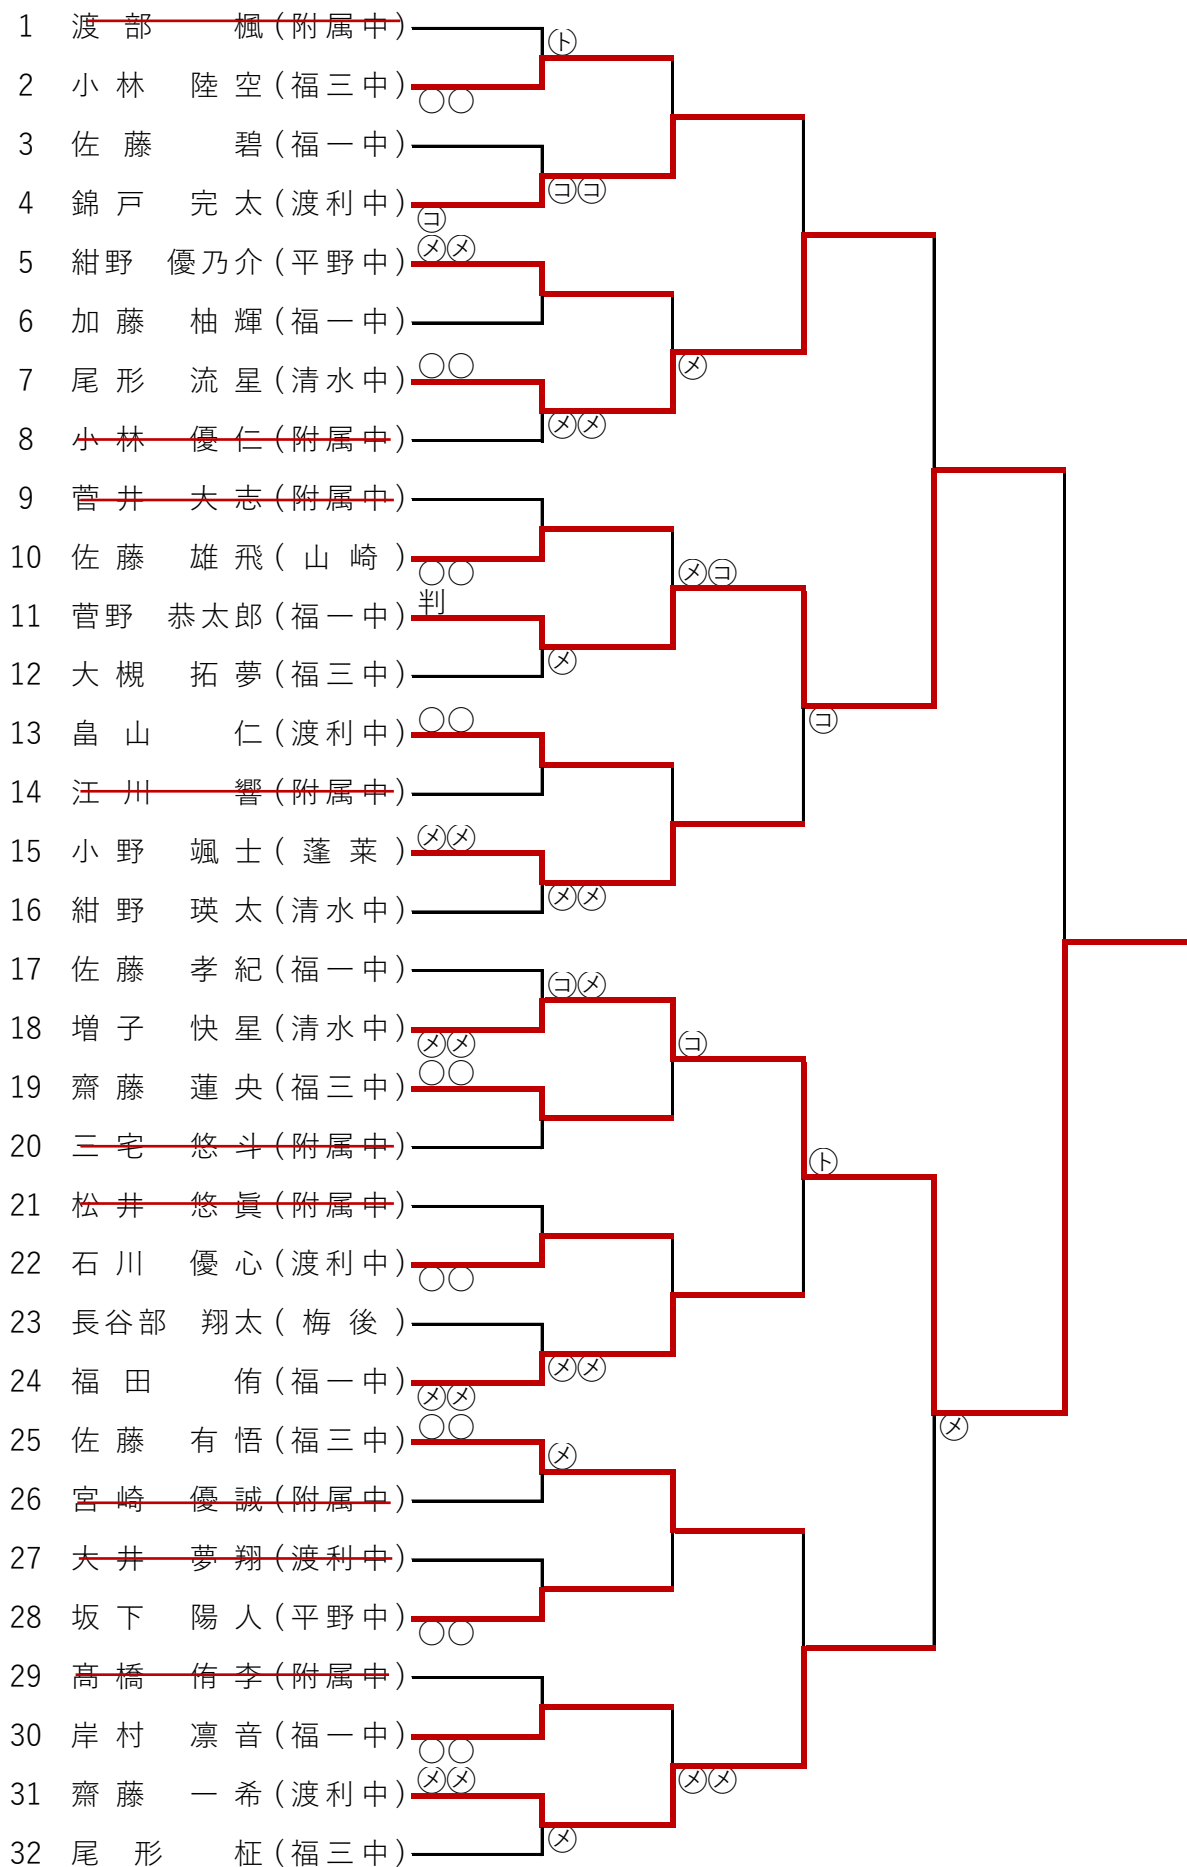 1 渡部 楓(附属中)
㋣
2 小林 陸空(福三中)
○○
3 佐藤 碧(福一中)
㋙㋙
4 錦戸 完太(渡利中)
㋙
㋱㋱
5 紺野 優乃介(平野中)
6 加藤 柚輝(福一中)
○○ ㋱
7 尾形 流星(清水中)
㋱㋱
8 小林 優仁(附属中)
9 菅井 大志(附属中)
10 佐藤 雄飛(山崎)
○○ ㋱㋙
判
11 菅野 恭太郎(福一中)
㋱
12 大槻 拓夢(福三中)
○○ ㋙
13 畠山 仁(渡利中)
14 江川 響(附属中)
㋱㋱
15 小野 颯士(蓬莱)
㋱㋱
16 紺野 瑛太(清水中)
17 佐藤 孝紀(福一中)
㋙㋱
18 増子 快星(清水中)
㋱㋱ ㋙
○○
19 齋藤 蓮央(福三中)
20 三宅 悠斗(附属中)
㋣
21 松井 悠眞(附属中)
22 石川 優心(渡利中)
○○
23 長谷部 翔太(梅後)
㋱㋱
24 福田 侑(福一中)
㋱㋱
○○ ㋱
25 佐藤 有悟(福三中)
㋱
26 宮崎 優誠(附属中)
27 大井 夢翔(渡利中)
28 坂下 陽人(平野中)
○○
29 髙橋 侑李(附属中)
30 岸村 凛音(福一中)
○○
㋱㋱ ㋱㋱
31 齋藤 一希(渡利中)
㋱
32 尾形 柾(福三中)